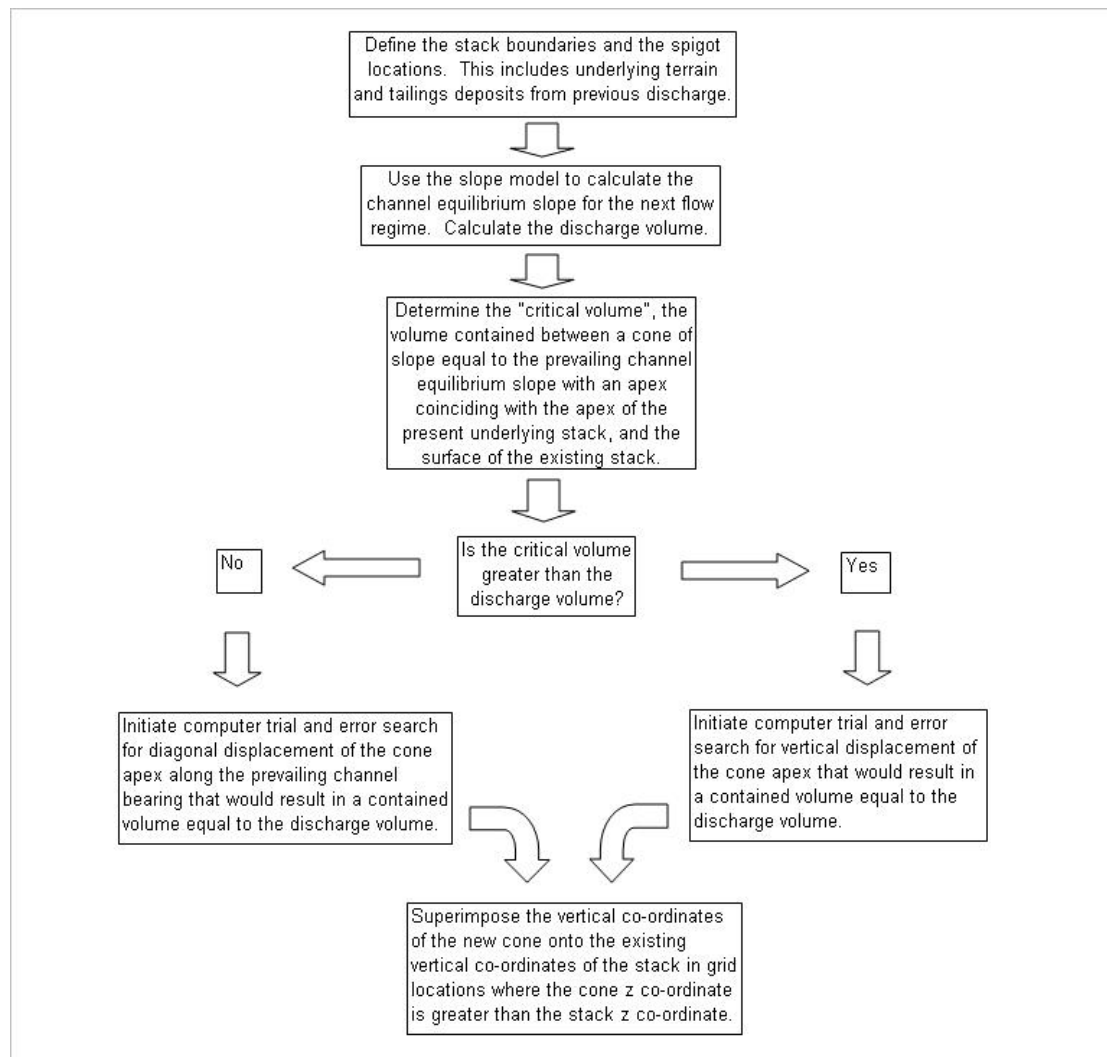 Define the stack boundaries and the spigot
locations. This includes underlying terrain
and tailings deposits from previous discharge.
Use the slope model to calculate the
channel equilibrium slope for the next flow
regime. Calculate the discharge volume.
Determine the "critical volume", the
volume contained between a cone of
slope equal to the prevailing channel
equilibrium slope with an apex
coinciding with the apex of the
present underlying stack, and the
surface of the existing stack.
Is the critical volume
greater than the
discharge volume?
No
Yes
Initiate computer trial and error search
for diagonal displacement of the cone
apex along the prevailing channel
bearing that would result in a contained
volume equal to the discharge volume.
Initiate computer trial and error
search for vertical displacement of
the cone apex that would result in
a contained volume equal to the
discharge volume.
Superimpose the vertical co-ordinates
of the new cone onto the existing
vertical co-ordinates of the stack in grid
locations where the cone z co-ordinate
is greater than the stack z co-ordinate.